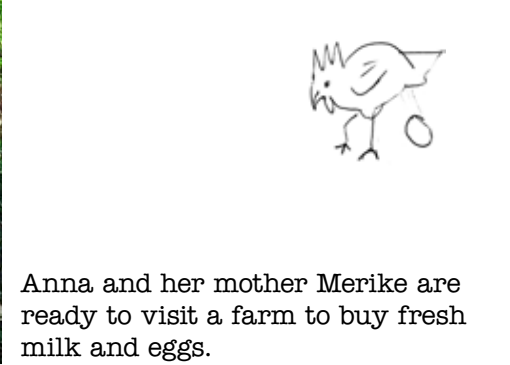 Anna and her mother Merike are
ready to visit a farm to buy fresh
milk and eggs.